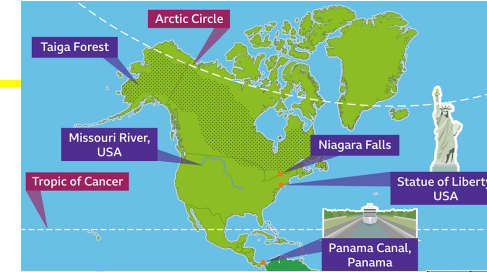 Arctic Circle
Taiga Forest
Missouri River,
USA
Niagara Falls
Tropic of Cancer
Statue of Liberty
USA
Panama Canal,
Panama